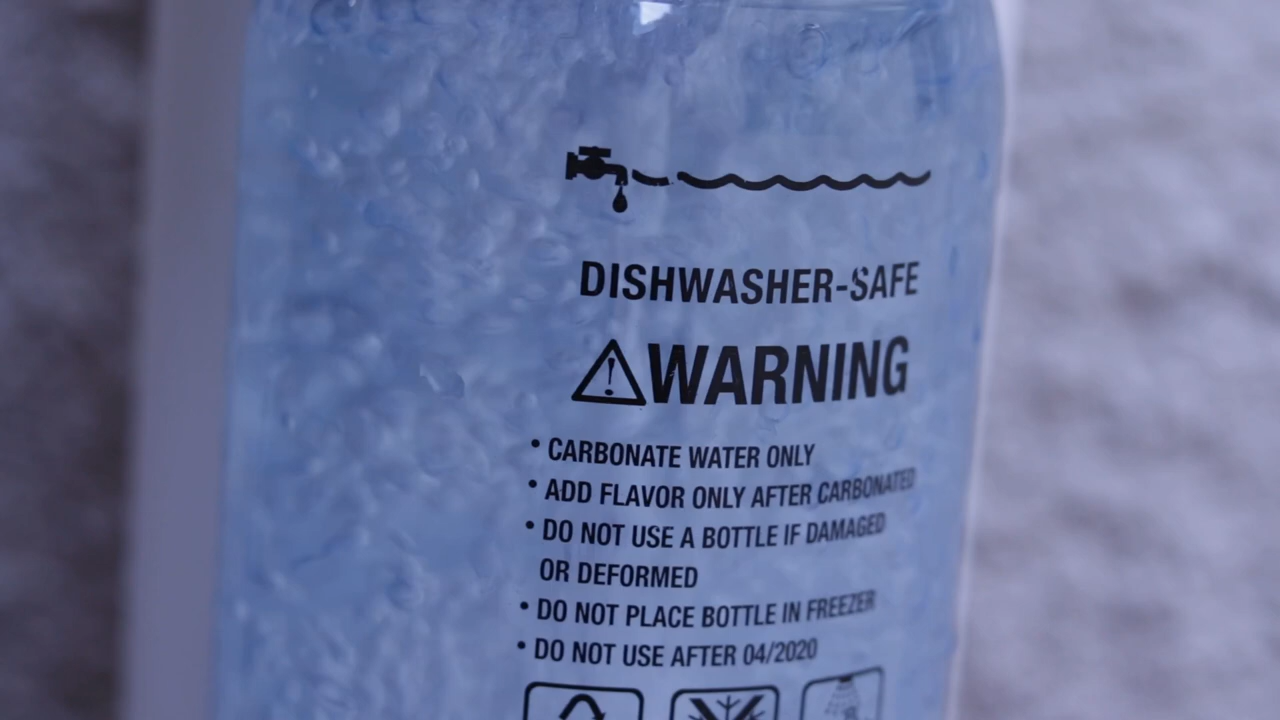 DISHWASHER-SAFE
WARNING
• CARBONATE WATER ONLY
• ADD FLAVOR ONLY AFTER CARBONATED
• DO NOT USE A BOTTLE IF DAMAGED
OR DEFORMED
• DO NOT PLACE BOTTLE IN FREEZER
• DO NOT USE AFTER 04/2020